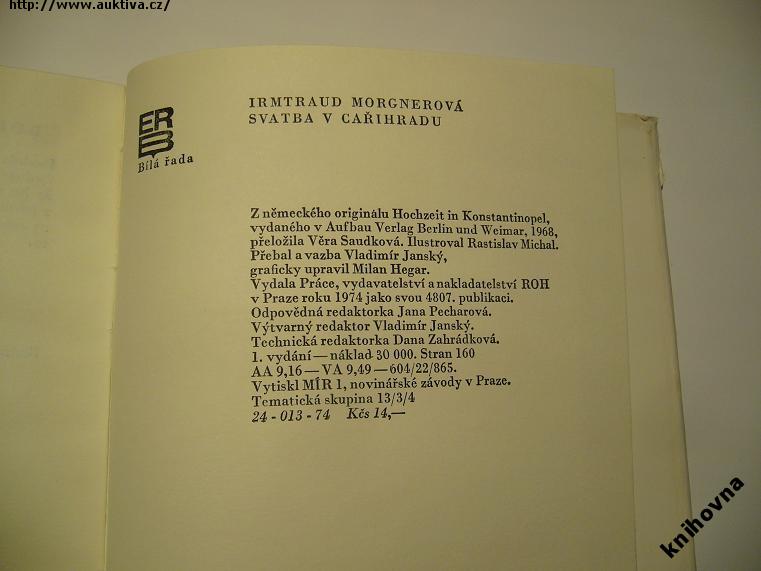 http://www.auktiva.cz/
IRMTRAUD MORGNEROVÁ
SVATBA V CAŘIHRADU
ERB
Bílá řada
Z německého originálu Hochzeit in Konstantinopel,
vydaného v Aufbau Verlag Berlin und Weimar, 1968,
přeložila Věra Saudková. Ilustroval Rastislav Michal.
Přebal a vazba Vladimír Janský,
graficky upravil Milan Hegar.
Vydala Práce, vydavatelství a nakladatelství ROH
v Praze roku 1974 jako svou 4807. publikaci.
Odpovědná redaktorka Jana Pecharová.
Výtvarný redaktor Vladimír Janský.
Technická redaktorka Dana Zahrádková.
1. vydání — náklad 30 000. Stran 160
AA 9,16 — VA 9,49 — 604/22/865.
Vytiskl MÍR 1, novinářské závody v Praze.
Tematická skupina 13/3/4
24 - 013 - 74 Kčs 14,—
knihovna